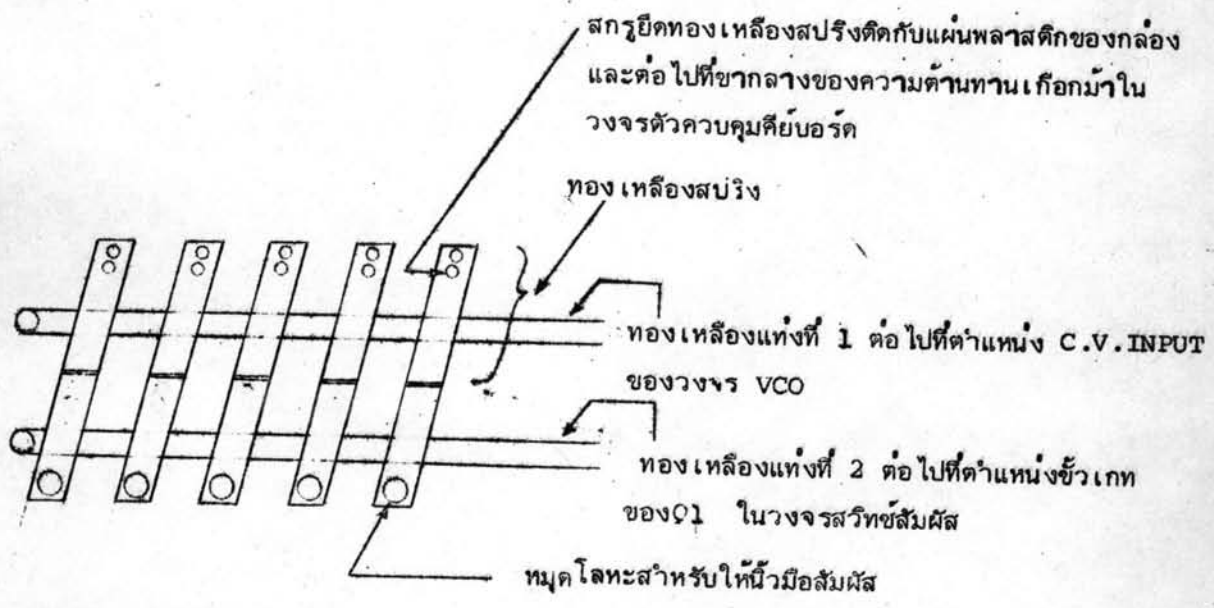 สกรูยึดทองเหลืองสปริงติดกับแผ่นพลาสติกของกล่อง
และต่อไปที่ขากลางของความต้านทานเกือกม้าใน
วงจรตัวควบคุมคีย์บอร์ด
ทองเหลืองสปริง
ทองเหลืองแท่งที่ 1 ต่อไปที่ตำแหน่ง C.V.INPUT
ของวงจร VCO
ทองเหลืองแท่งที่ 2 ต่อไปที่ตำแหน่งขั้วเกท
ของQ1 ในวงจรสวิทช์สัมผัส
หมุดโลหะสำหรับให้นิ้วมือสัมผัส